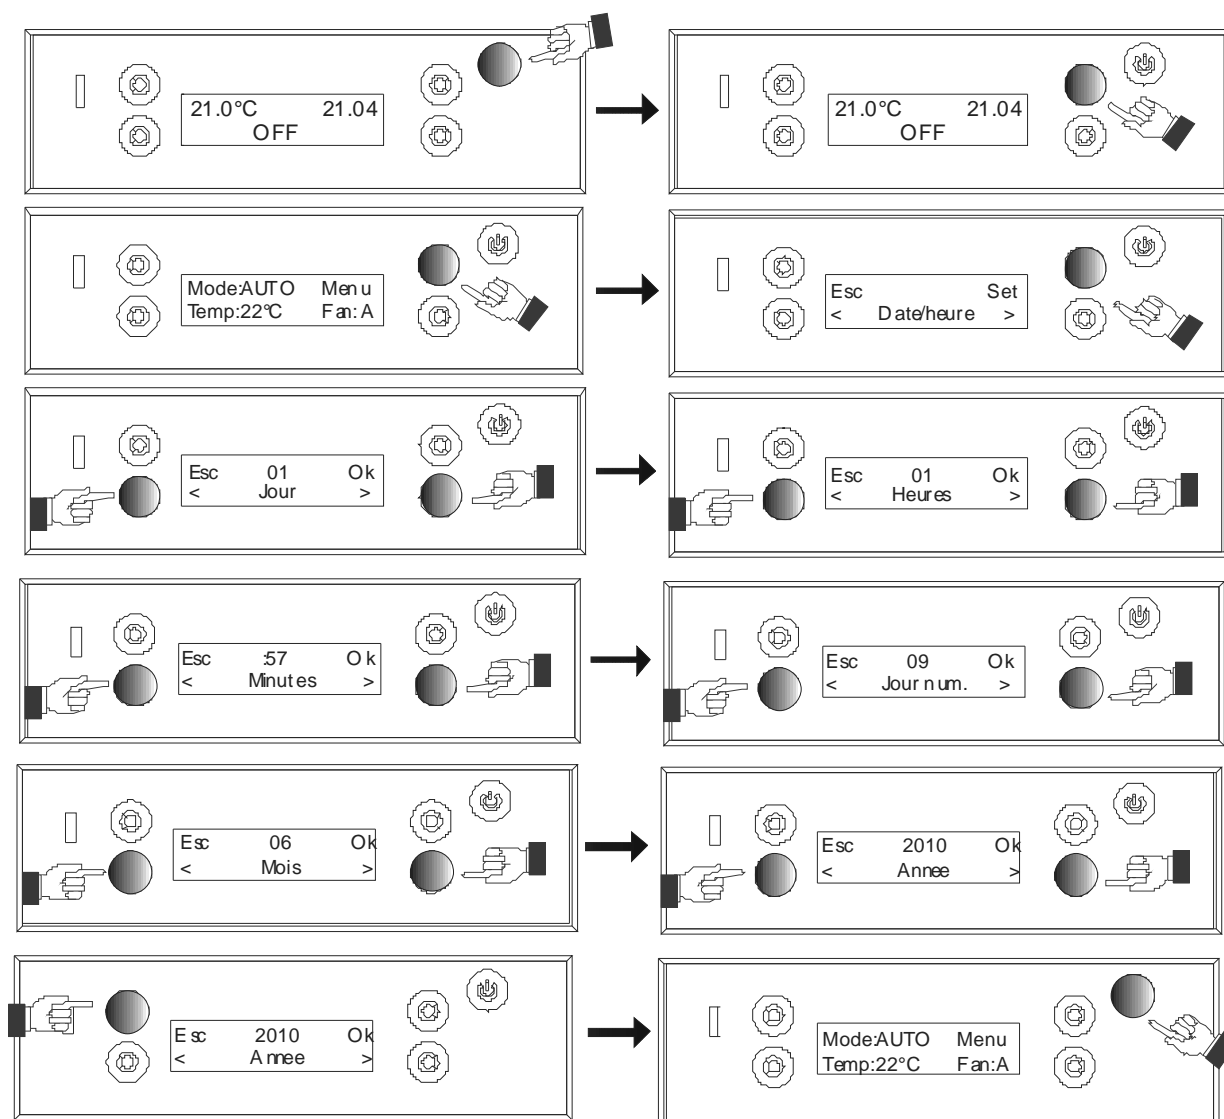 21.0°C 21.04
OFF
21.0°C 21.04
OFF
Mode:AUTO Menu
Temp:22°C Fan:A
Esc Set
< Date/heure >
Esc 01 Ok
< Jour >
Esc 01 Ok
< Heures >
Esc :57 Ok
< Minutes >
Esc 09 Ok
< Jour num. >
Esc 06 Ok
< Mois >
Esc 2010 Ok
< Annee >
Esc 2010 Ok
< Annee >
Mode:AUTO Menu
Temp:22°C Fan:A